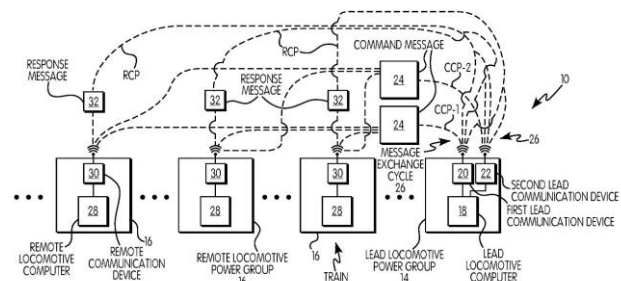 COMMAND MESSAGE
RESPONSE
MESSAGE
RCP
RCP
RESPONSE
MESSAGE
CCP-2
24
10
32
32
32
CCP-1
24
26
MESSAGE
EXCHANGE
CYCLE
26
30
30
30
20
22
SECOND LEAD
COMMUNICATION DEVICE
FIRST LEAD
COMMUNICATION DEVICE
28
28
28
18
REMOTE
LOCOMOTIVE
COMPUTER
REMOTE
COMMUNICATION
DEVICE
16
REMOTE LOCOMOTIVE
POWER GROUP
16
16
TRAIN
LEAD LOCOMOTIVE
POWER GROUP
14
LEAD
LOCOMOTIVE
COMPUTER